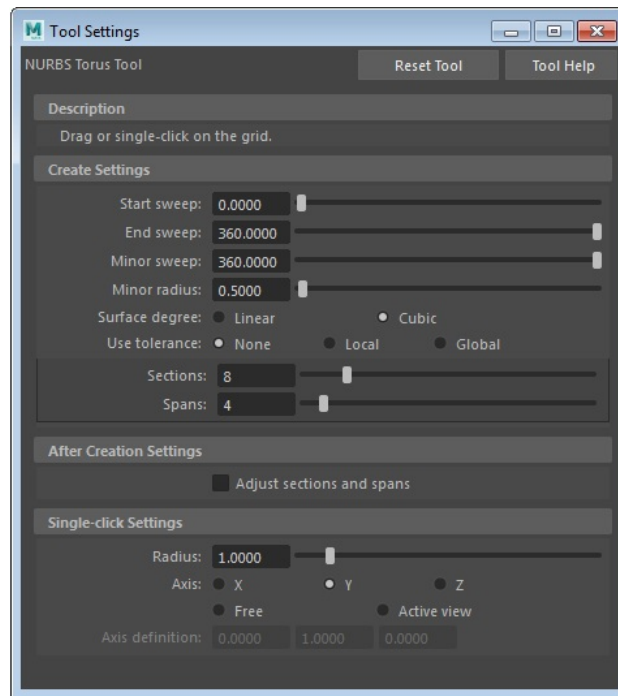 M Tool Settings
NURBS Torus Tool Reset Tool Tool Help
Description
Drag or single-click on the grid.
Create Settings
Start sweep: 0.0000
End sweep: 360.0000
Minor sweep: 360.0000
Minor radius: 0.5000
Surface degree: Linear Cubic
Use tolerance: None Local Global
Sections: 8
Spans: 4
After Creation Settings
Adjust sections and spans
Single-click Settings
Radius: 1.0000
Axis: X Y Z
Free Active view
Axis definition: 0.0000 1.0000 0.0000